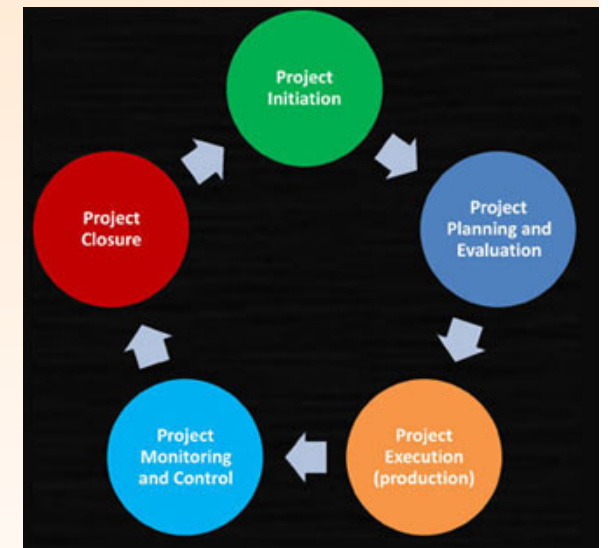 Project
Initiation
Project
Planning and
Evaluation
Project
Execution
(production)
Project
Monitoring
and Control
Project
Closure